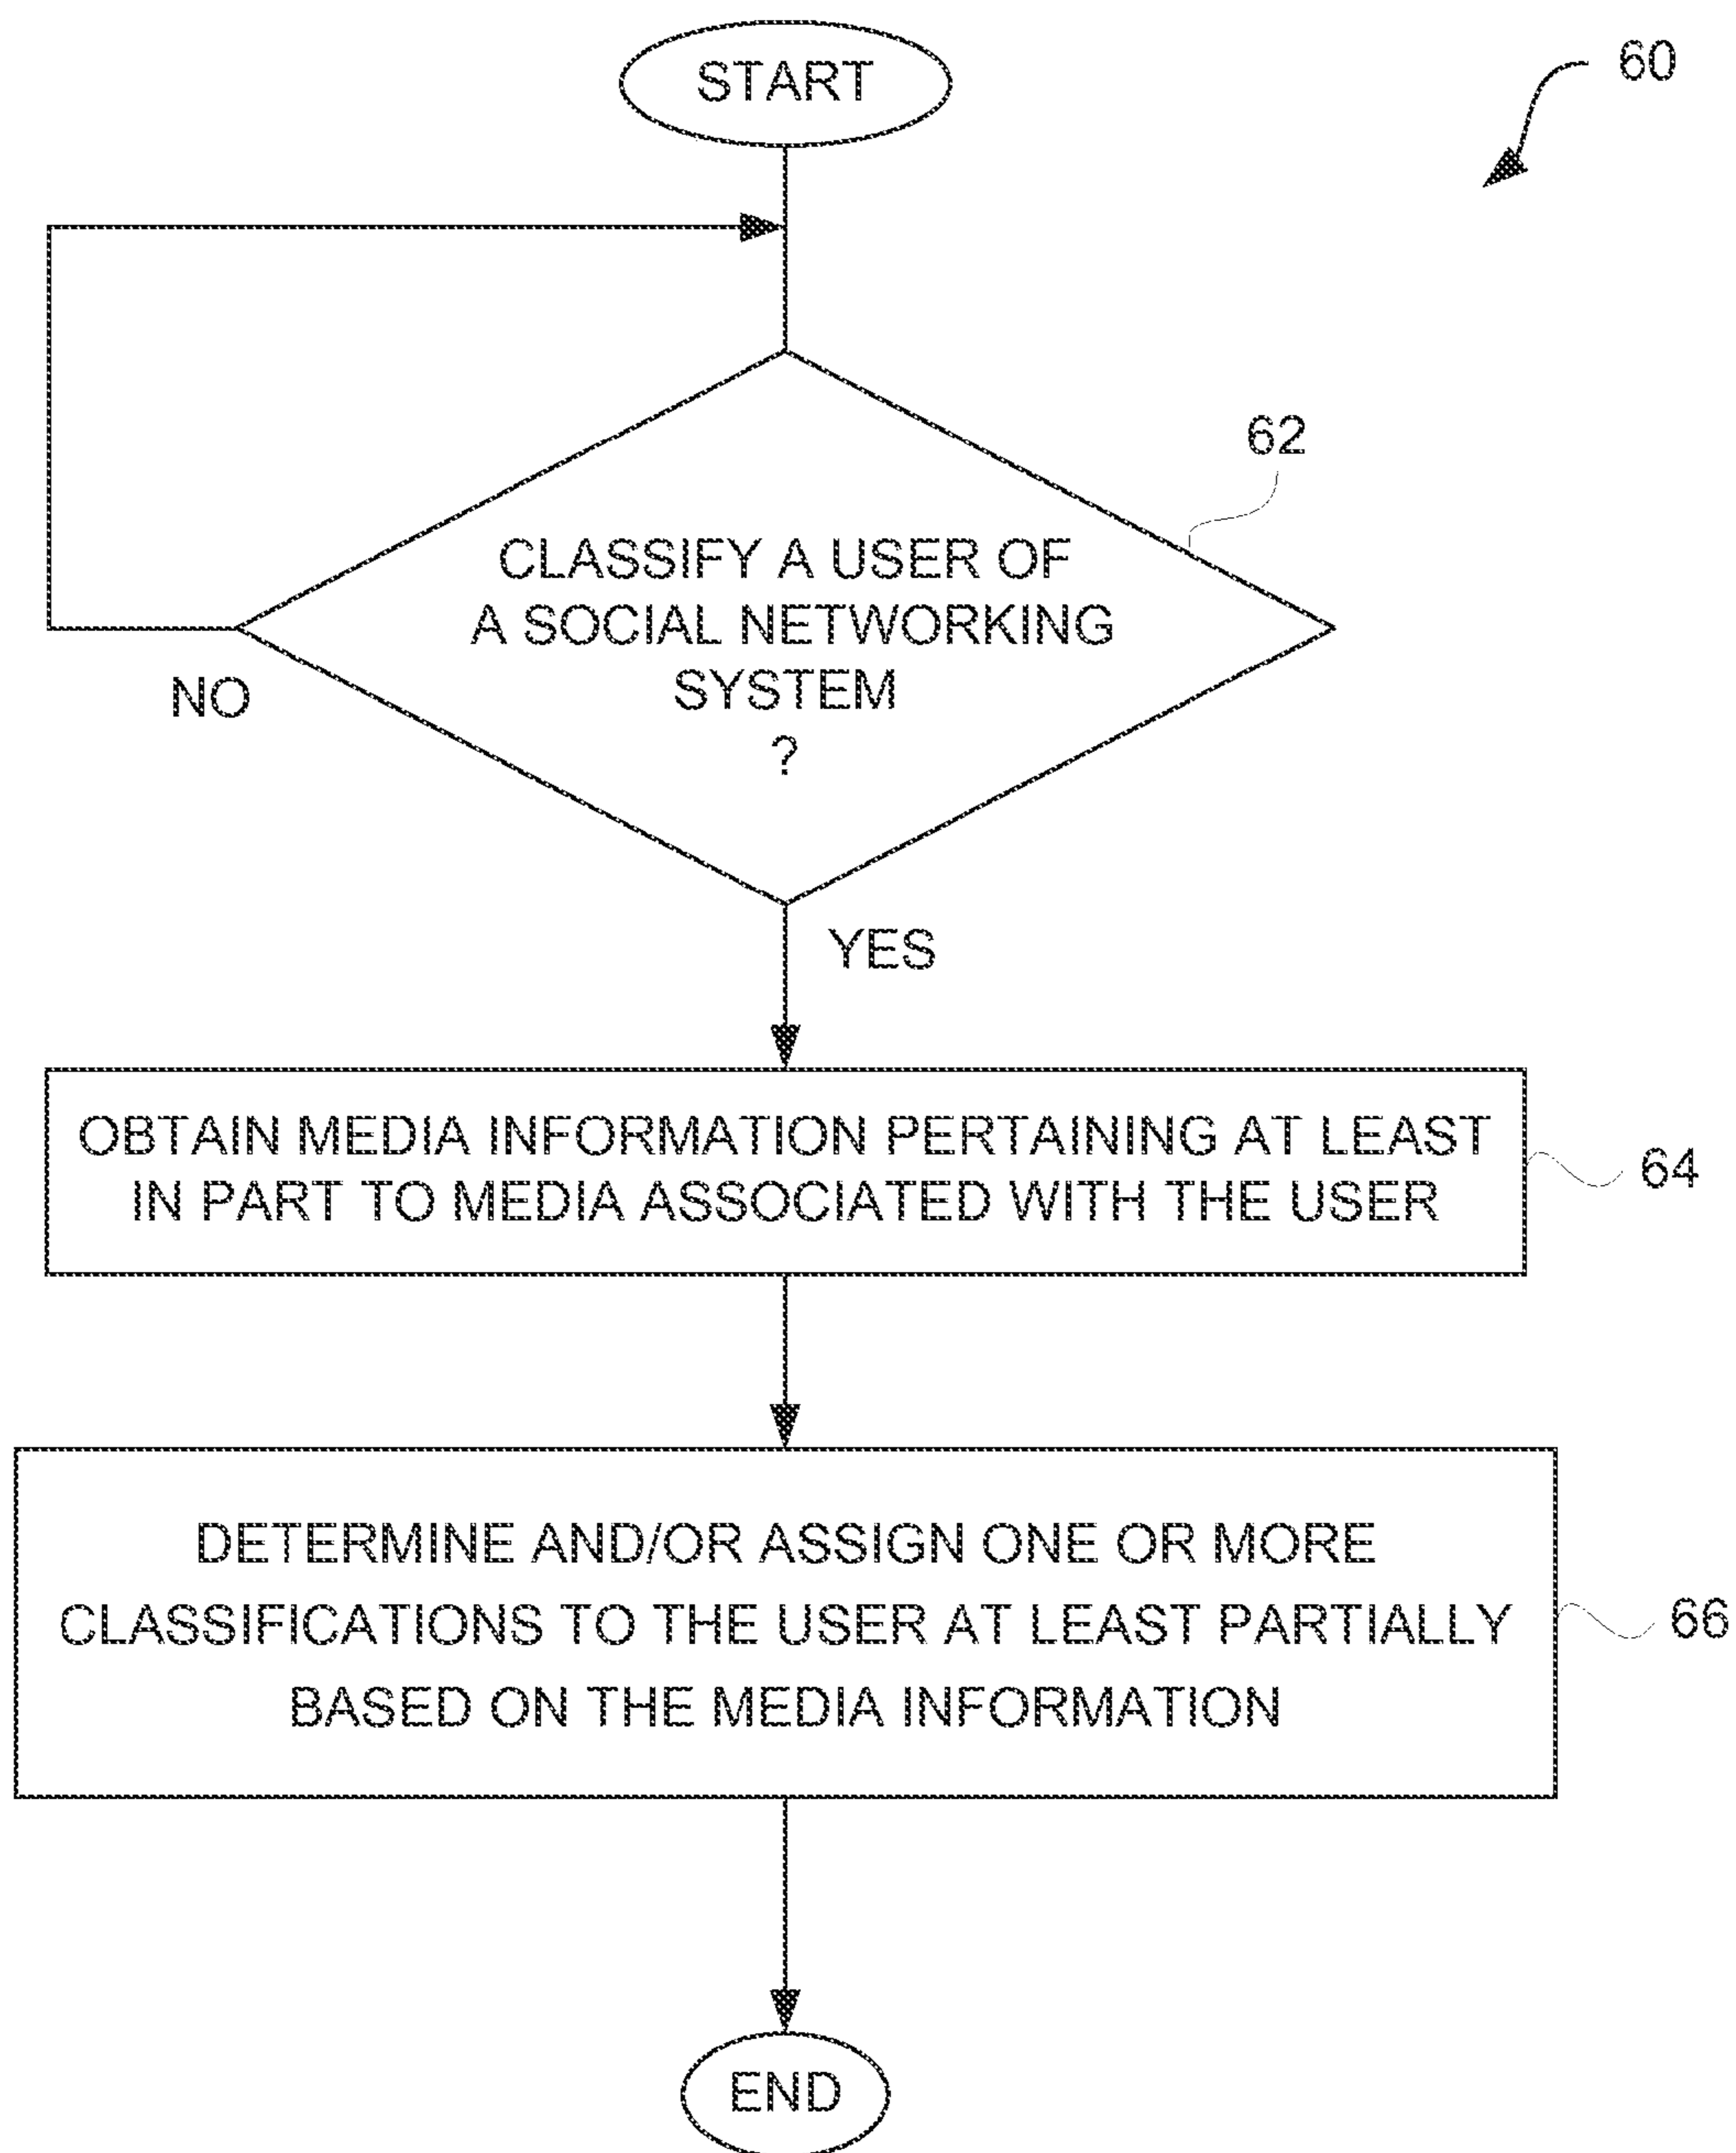 START
60
62
CLASSIFY A USER OF
A SOCIAL NETWORKING
SYSTEM
?
NO
YES
OBTAIN MEDIA INFORMATION PERTAINING AT LEAST
IN PART TO MEDIA ASSOCIATED WITH THE USER
64
DETERMINE AND/OR ASSIGN ONE OR MORE
CLASSIFICATIONS TO THE USER AT LEAST PARTIALLY
BASED ON THE MEDIA INFORMATION
66
END